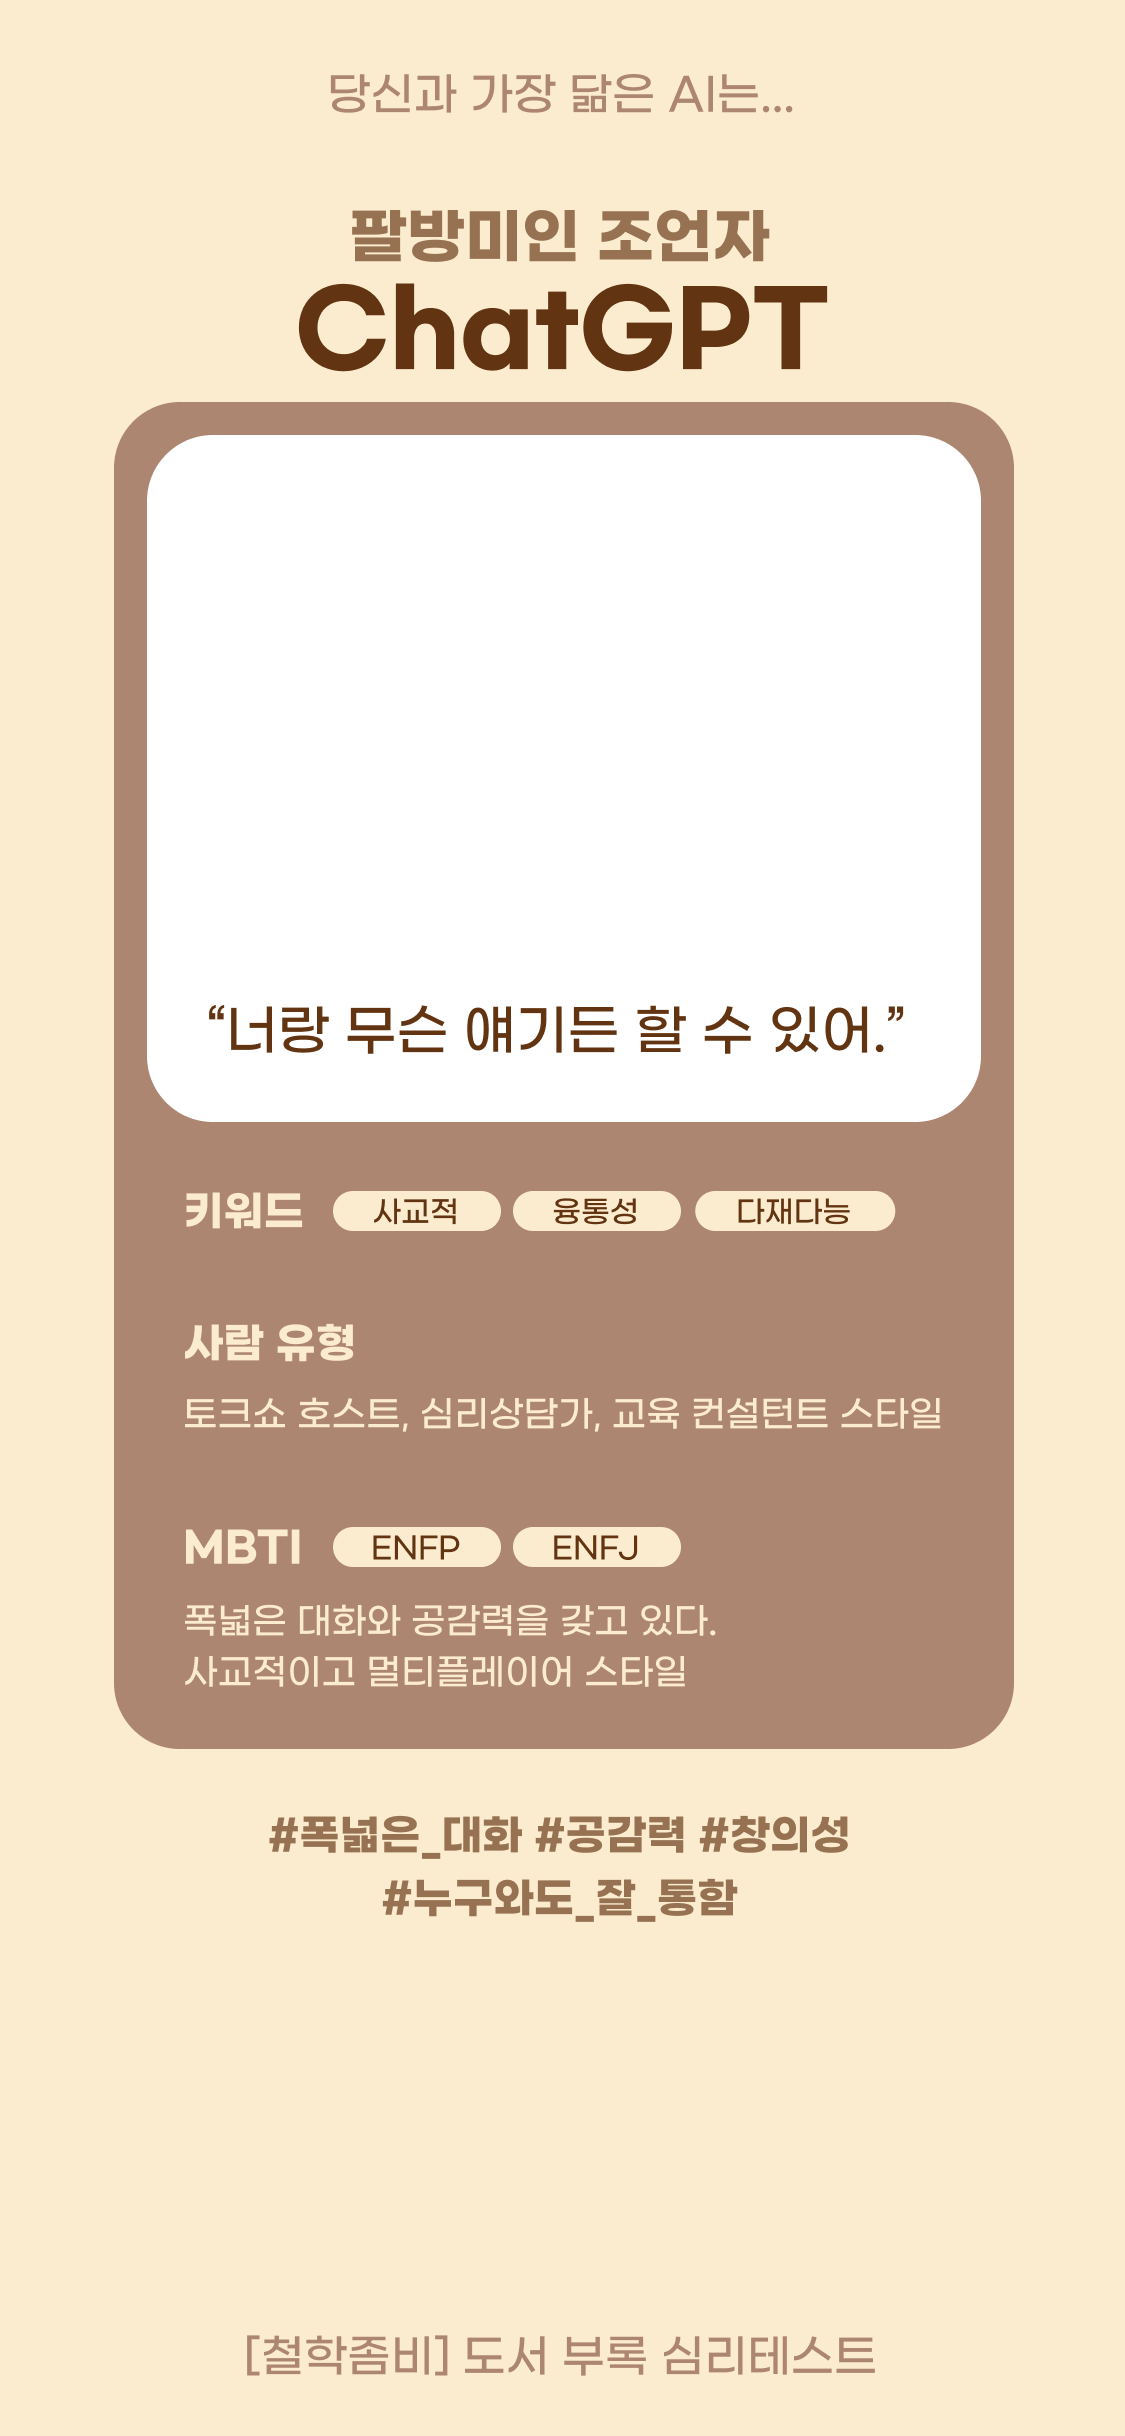 당신과 가장 닮은 AI는...
팔방미인 조언자
ChatGPT
“너랑 무슨 얘기든 할 수 있어.”
키워드 사교적 융통성 다재다능
사람 유형
토크쇼 호스트, 심리상담가, 교육 컨설턴트 스타일
MBTI ENFP ENFJ
폭넓은 대화와 공감력을 갖고 있다.
사교적이고 멀티플레이어 스타일
#폭넓은_대화 #공감력 #창의성
#누구와도_잘_통함
[철학좀비] 도서 부록 심리테스트